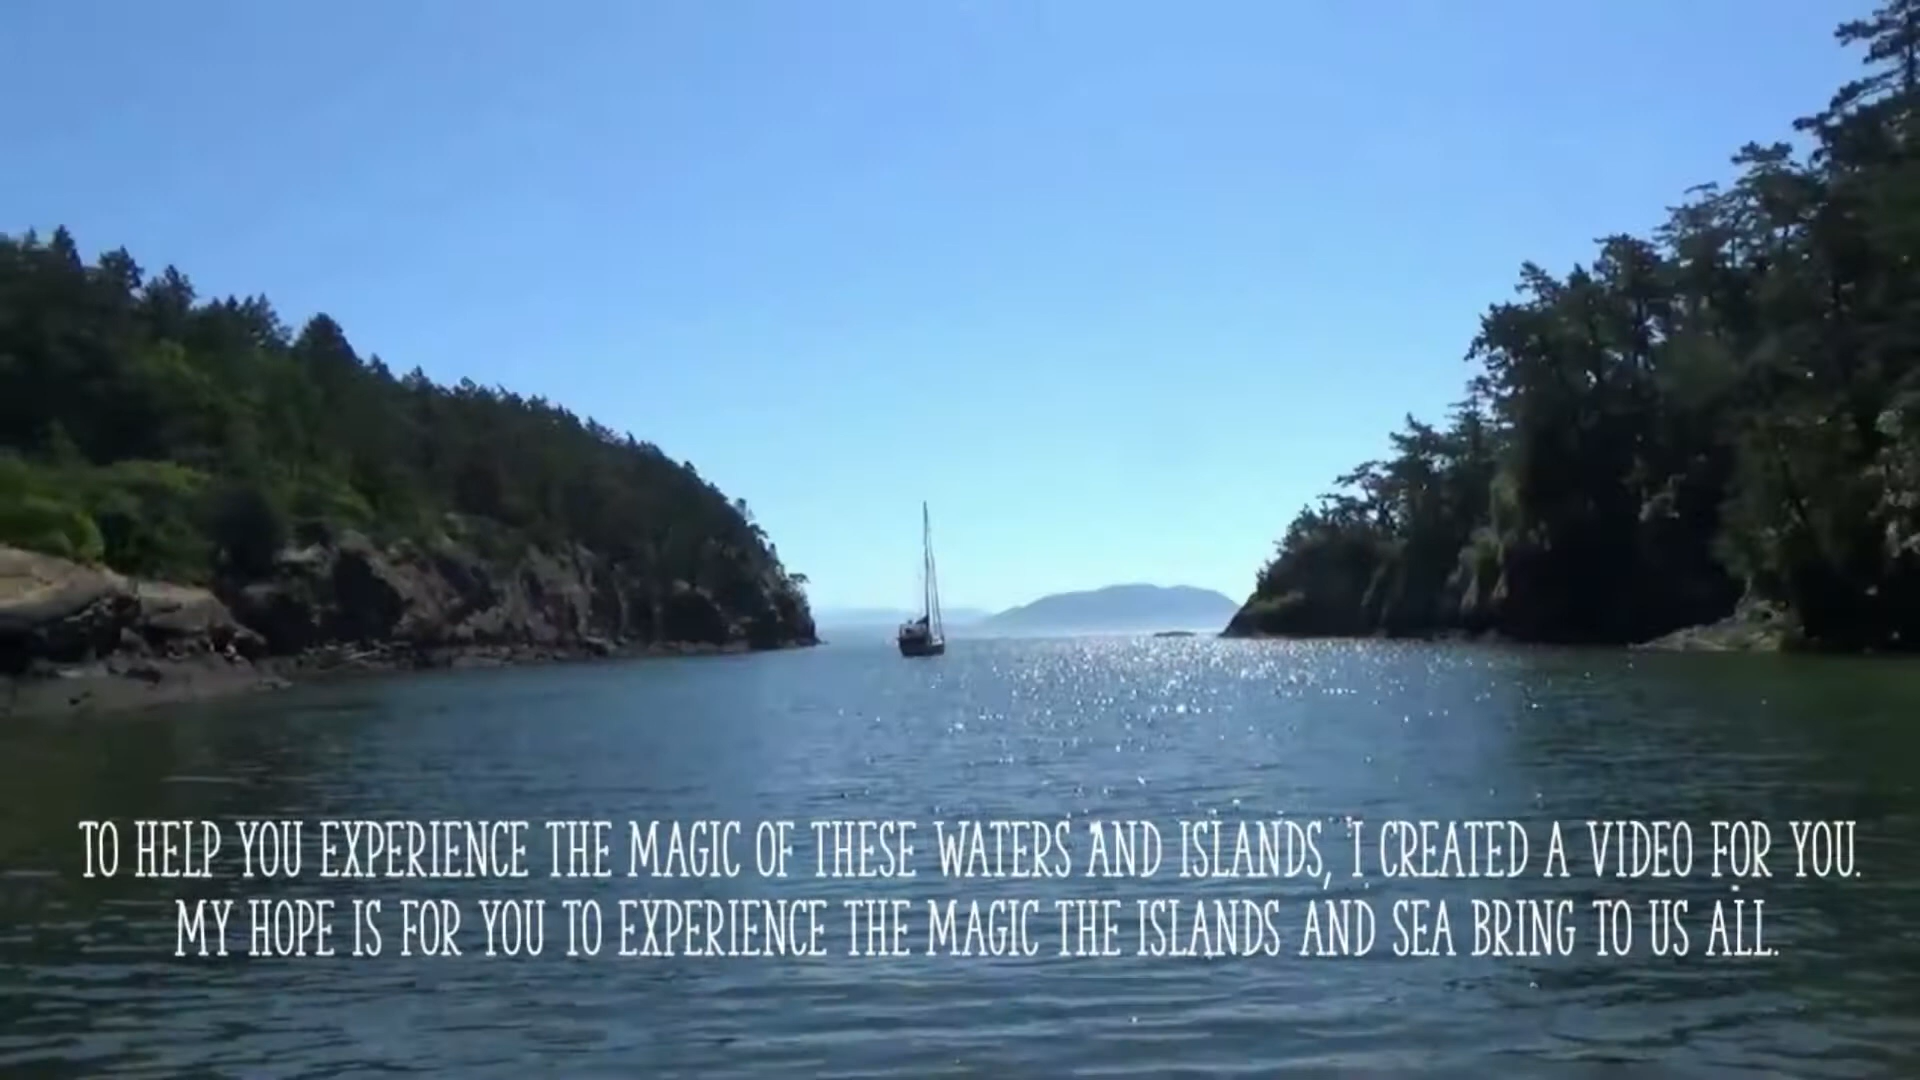 TO HELP YOU EXPERIENCE THE MAGIC OF THESE WATERS AND ISLANDS, I CREATED A VIDEO FOR YOU.
MY HOPE IS FOR YOU TO EXPERIENCE THE MAGIC THE ISLANDS AND SEA BRING TO US ALL.